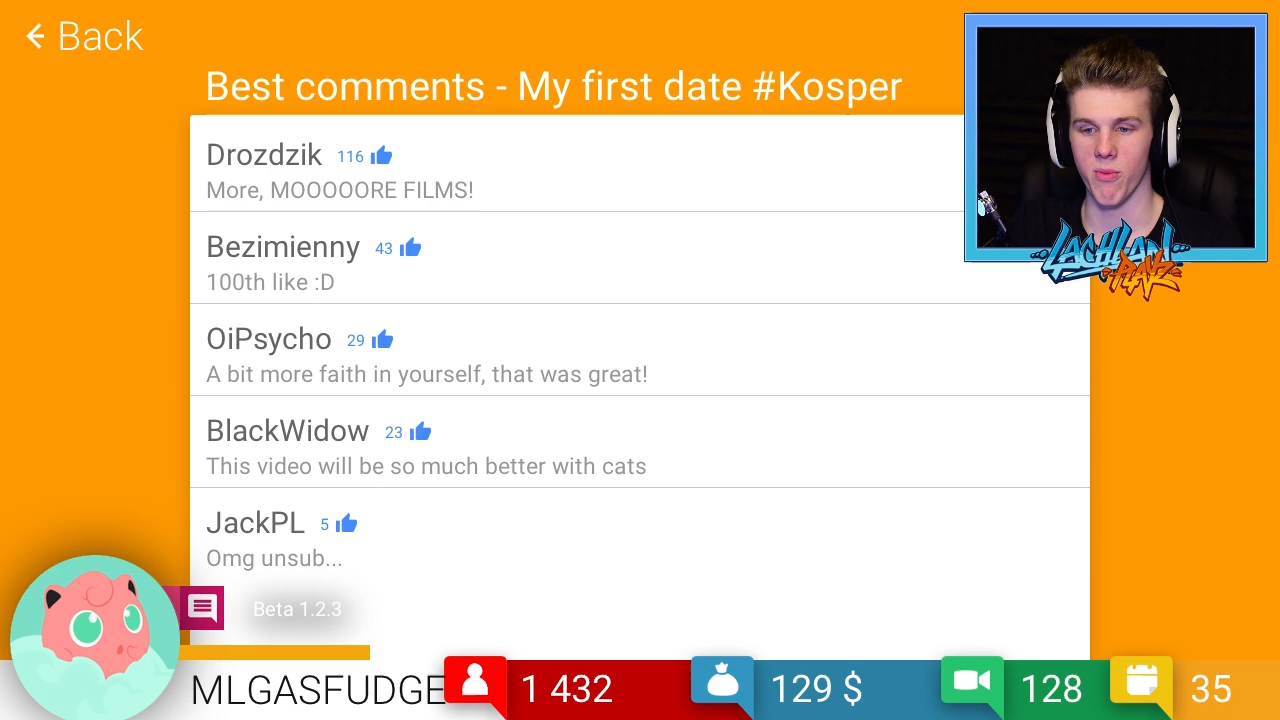 Back
Best comments - My first date #Kosper
Drozdzik 116
More, MOOOOORE FILMS!
Bezimienny 43
100th like :D
OiPsycho 29
A bit more faith in yourself, that was great!
BlackWidow 23
This video will be so much better with cats
JackPL 5
Omg unsub...
LACHLAN
PLAYZ
Beta 1.2.3
MLGASFUDGE 1 432 129 $ 128 35